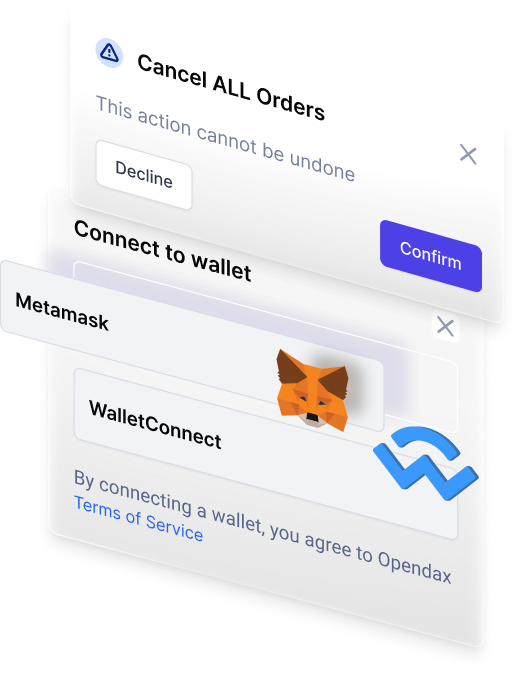 Cancel ALL Orders
This action cannot be undone
Decline
Confirm
Connect to wallet
Metamask
WalletConnect
By connecting a wallet, you agree to Opendax
Terms of Service